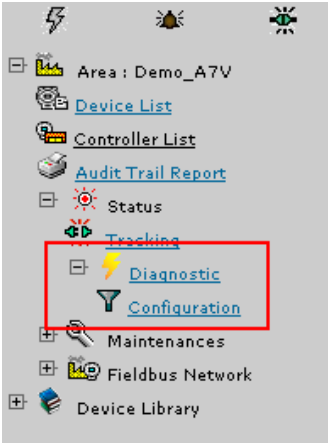 Area : Demo_A7V
Device List
Controller List
Audit Trail Report
Status
Tracking
Diagnostic
Configuration
Maintenances
Fieldbus Network
Device Library